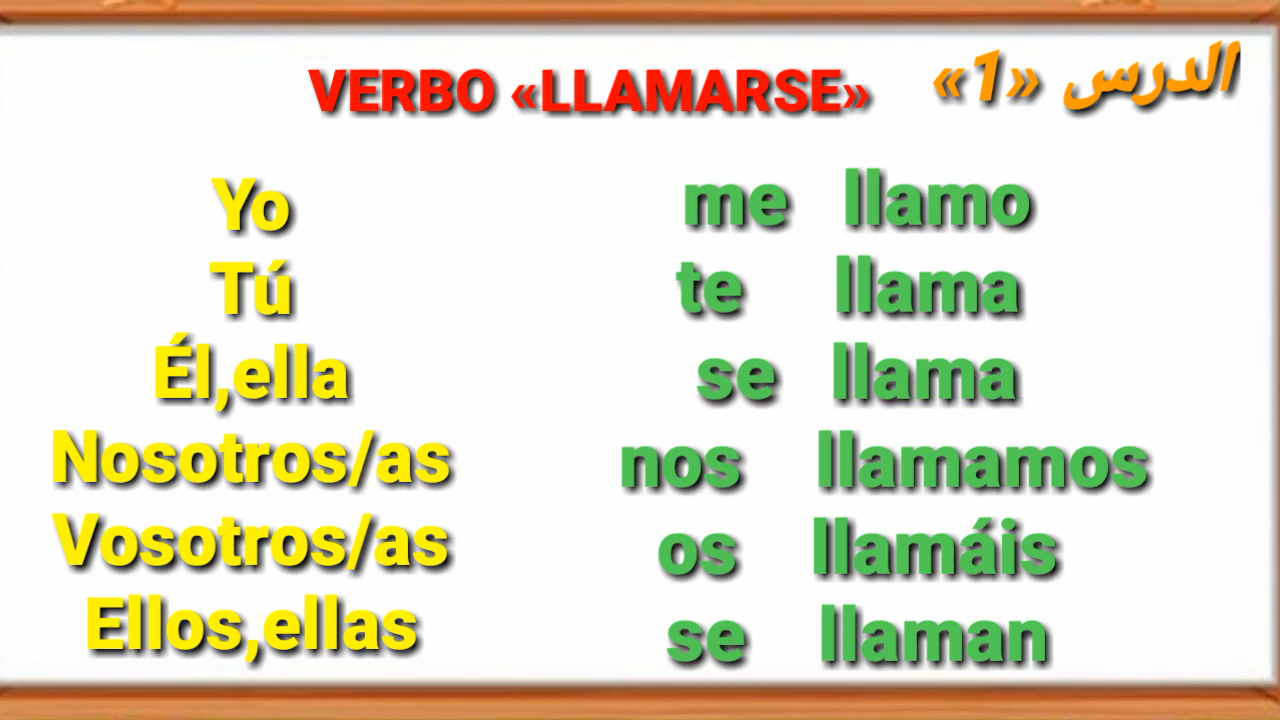 VERBO «LLAMARSE»
الدرس «1»
Yo me llamo
Tú te llama
Él,ella se llama
Nosotros/as nos llamamos
Vosotros/as os llamáis
Ellos,ellas se llaman